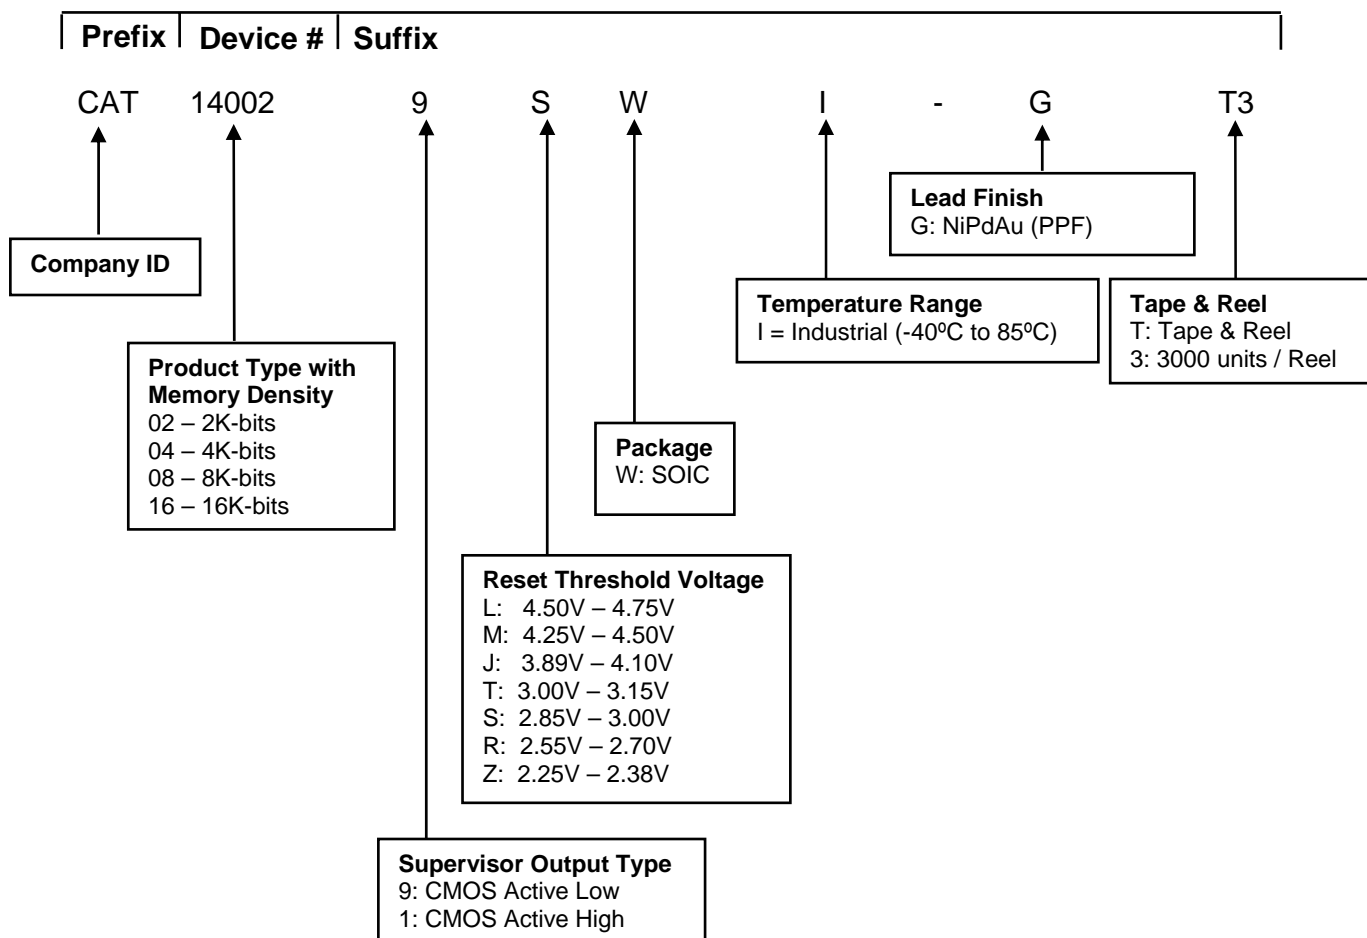 Prefix Device # Suffix
CAT 14002 9 S W I - G T3
Lead Finish
G: NiPdAu (PPF)
Company ID
Temperature Range
I = Industrial (-40ºC to 85ºC)
Tape & Reel
T: Tape & Reel
3: 3000 units / Reel
Product Type with
Memory Density
02 – 2K-bits
04 – 4K-bits
08 – 8K-bits
16 – 16K-bits
Package
W: SOIC
Reset Threshold Voltage
L: 4.50V – 4.75V
M: 4.25V – 4.50V
J: 3.89V – 4.10V
T: 3.00V – 3.15V
S: 2.85V – 3.00V
R: 2.55V – 2.70V
Z: 2.25V – 2.38V
Supervisor Output Type
9: CMOS Active Low
1: CMOS Active High